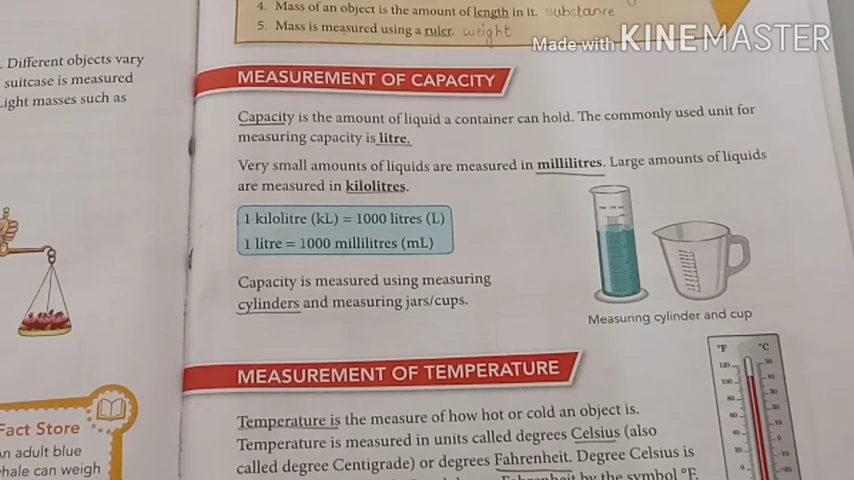 4. Mass of an object is the amount of length in it. substance
5. Mass is measured using a ruler. weight
Made with KINEMASTER
. Different objects vary
suitcase is measured
Light masses such as
MEASUREMENT OF CAPACITY
Capacity is the amount of liquid a container can hold. The commonly used unit for
measuring capacity is litre.
Very small amounts of liquids are measured in millilitres. Large amounts of liquids
are measured in kilolitres.
1 kilolitre (kL) = 1000 litres (L)
1 litre = 1000 millilitres (mL)
Capacity is measured using measuring
cylinders and measuring jars/cups.
Measuring cylinder and cup
MEASUREMENT OF TEMPERATURE
Temperature is the measure of how hot or cold an object is.
Temperature is measured in units called degrees Celsius (also
called degree Centigrade) or degrees Fahrenheit. Degree Celsius is
Fahrenheit by the symbol °F.
°F °C
Fact Store
An adult blue
whale can weigh